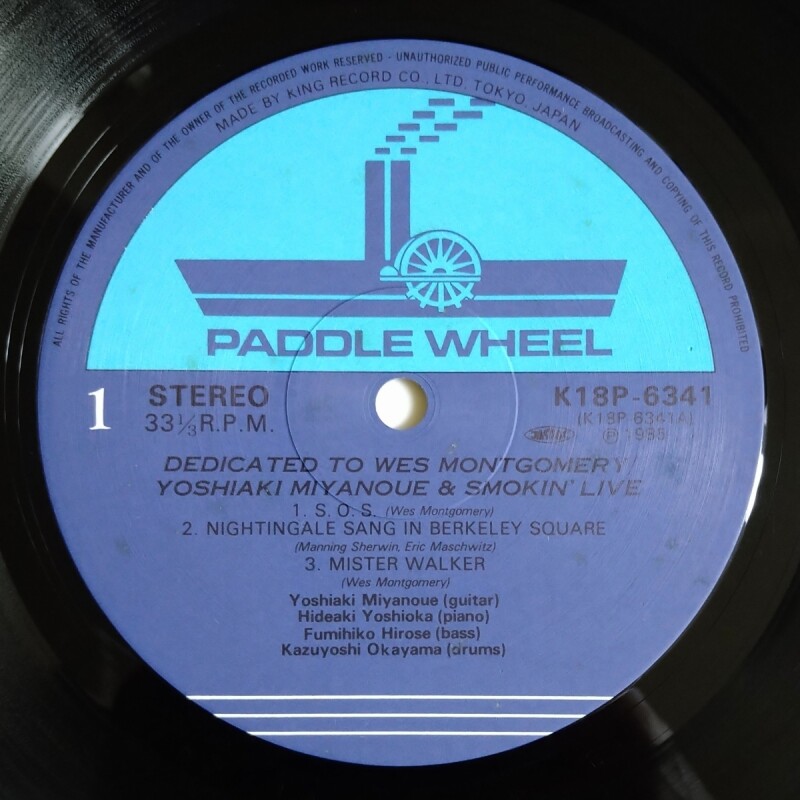 ALL RIGHTS OF THE MANUFACTURER AND OF THE OWNER OF THE RECORDED WORK RESERVED · UNAUTHORIZED PUBLIC PERFORMANCE BROADCASTING AND COPYING OF THIS RECORD PROHIBITED
MADE BY KING RECORD CO., LTD. TOKYO. JAPAN
PADDLE WHEEL
1
STEREO
33⅓R.P.M.
K18P-6341
(K18P 6341A)
Ⓟ 1985
DEDICATED TO WES MONTGOMERY
YOSHIAKI MIYANOUE & SMOKIN' LIVE
1. S. O. S. (Wes Montgomery)
2. NIGHTINGALE SANG IN BERKELEY SQUARE
(Manning Sherwin, Eric Maschwitz)
3. MISTER WALKER
(Wes Montgomery)
Yoshiaki Miyanoue (guitar)
Hideaki Yoshioka (piano)
Fumihiko Hirose (bass)
Kazuyoshi Okayama (drums)